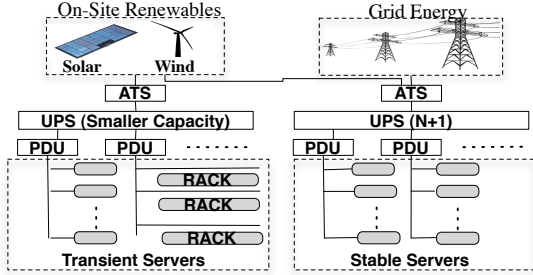 On-Site Renewables
Grid Energy
Solar
Wind
ATS
ATS
UPS (Smaller Capacity)
UPS (N+1)
PDU
PDU
PDU
PDU
RACK
RACK
RACK
Transient Servers
Stable Servers